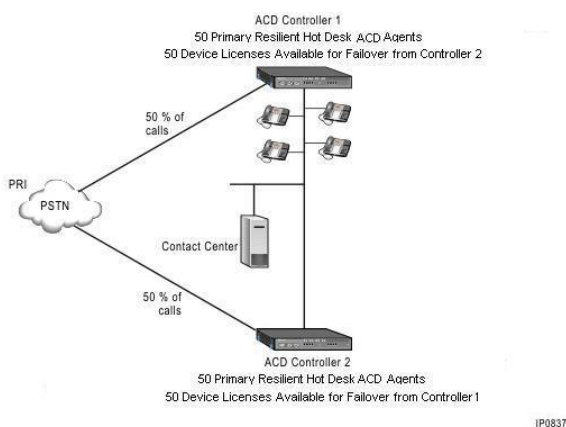 ACD Controller 1
50 Primary Resilient Hot Desk ACD Agents
50 Device Licenses Available for Failover from Controller 2
50 % of
calls
PRI
PSTN
Contact Center
50 % of
calls
ACD Controller 2
50 Primary Resilient Hot Desk ACD Agents
50 Device Licenses Available for Failover from Controller1
IP0837